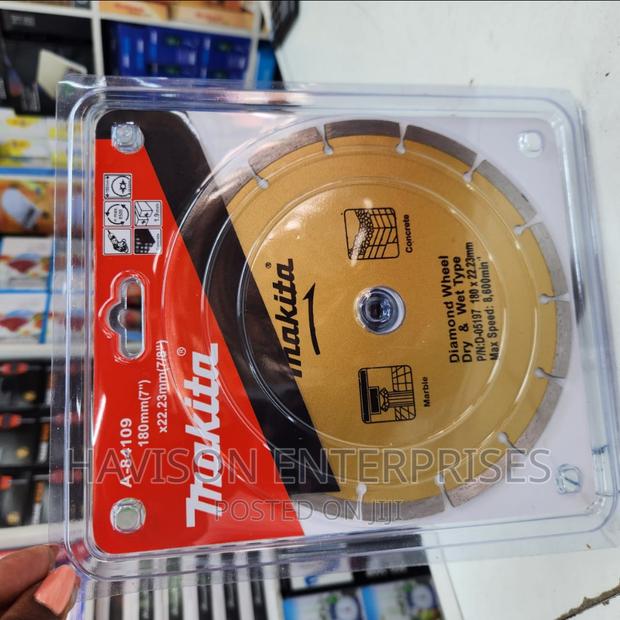 A-84109
180mm(7")
x22.23mm(7/8")
makita®
makita
Concrete
Marble
Diamond Wheel
Dry & Wet Type
P/N:D-05197 180 x 22.23mm
Max Speed: 8,600min⁻¹
HAVISON ENTERPRISES
POSTED ON JIJI